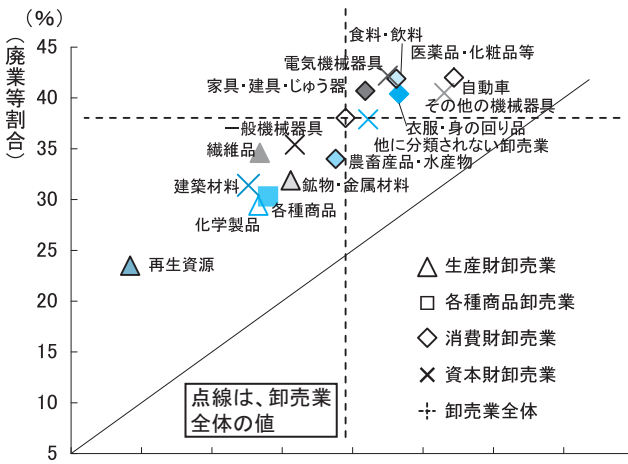 (%)
（廃業等割合）
45
40
35
30
25
20
15
10
5
食料・飲料
医薬品・化粧品等
電気機械器具
家具・建具・じゅう器
自動車
その他の機械器具
衣服・身の回り品
他に分類されない卸売業
一般機械器具
繊維品
農畜産品・水産物
建築材料
鉱物・金属材料
各種商品
化学製品
再生資源
生産財卸売業
各種商品卸売業
消費財卸売業
資本財卸売業
卸売業全体
点線は、卸売業
全体の値